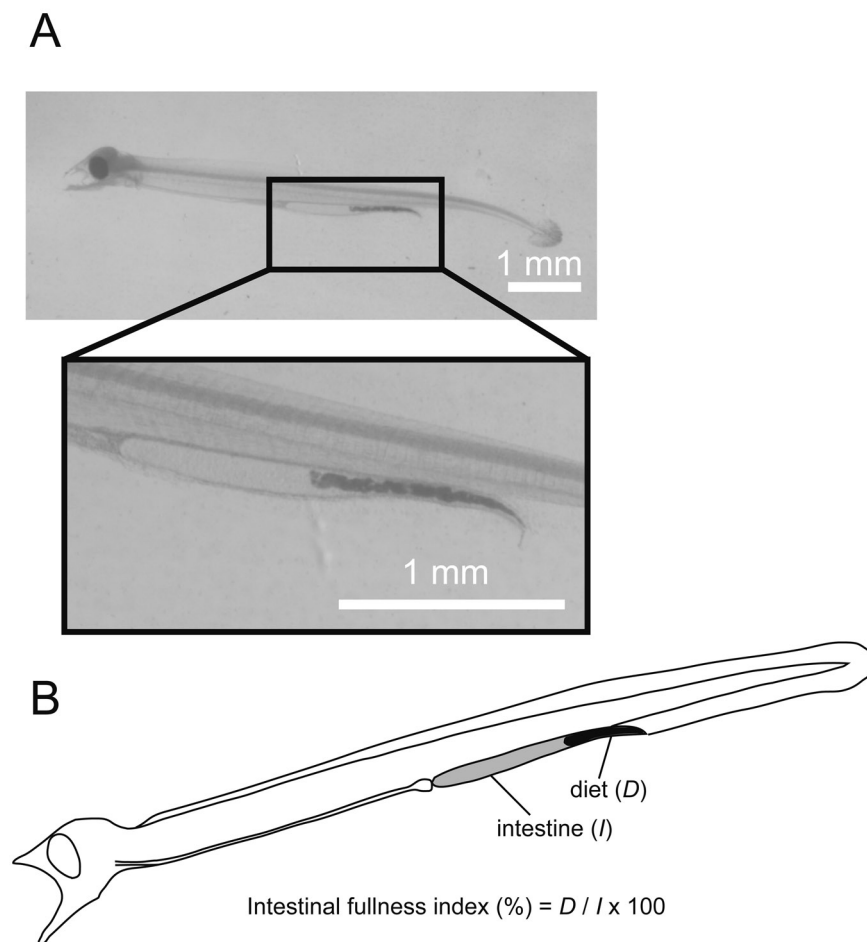 A
1 mm
1 mm
B
diet (D)
intestine (I)
Intestinal fullness index (%) = D / I x 100